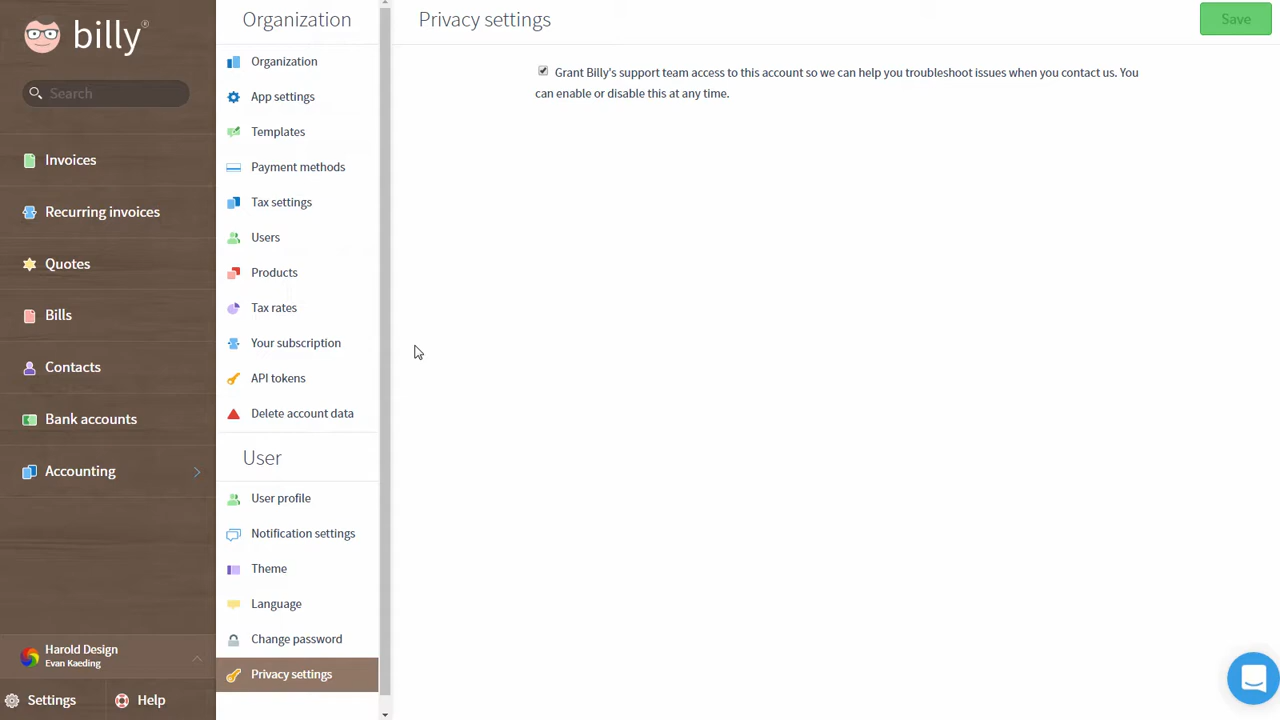 billy®
Search
Invoices
Recurring invoices
Quotes
Bills
Contacts
Bank accounts
Accounting
Harold Design
Evan Kaeding
Settings
Help
Organization
Organization
App settings
Templates
Payment methods
Tax settings
Users
Products
Tax rates
Your subscription
API tokens
Delete account data
User
User profile
Notification settings
Theme
Language
Change password
Privacy settings
Privacy settings
Save
Grant Billy's support team access to this account so we can help you troubleshoot issues when you contact us. You
can enable or disable this at any time.